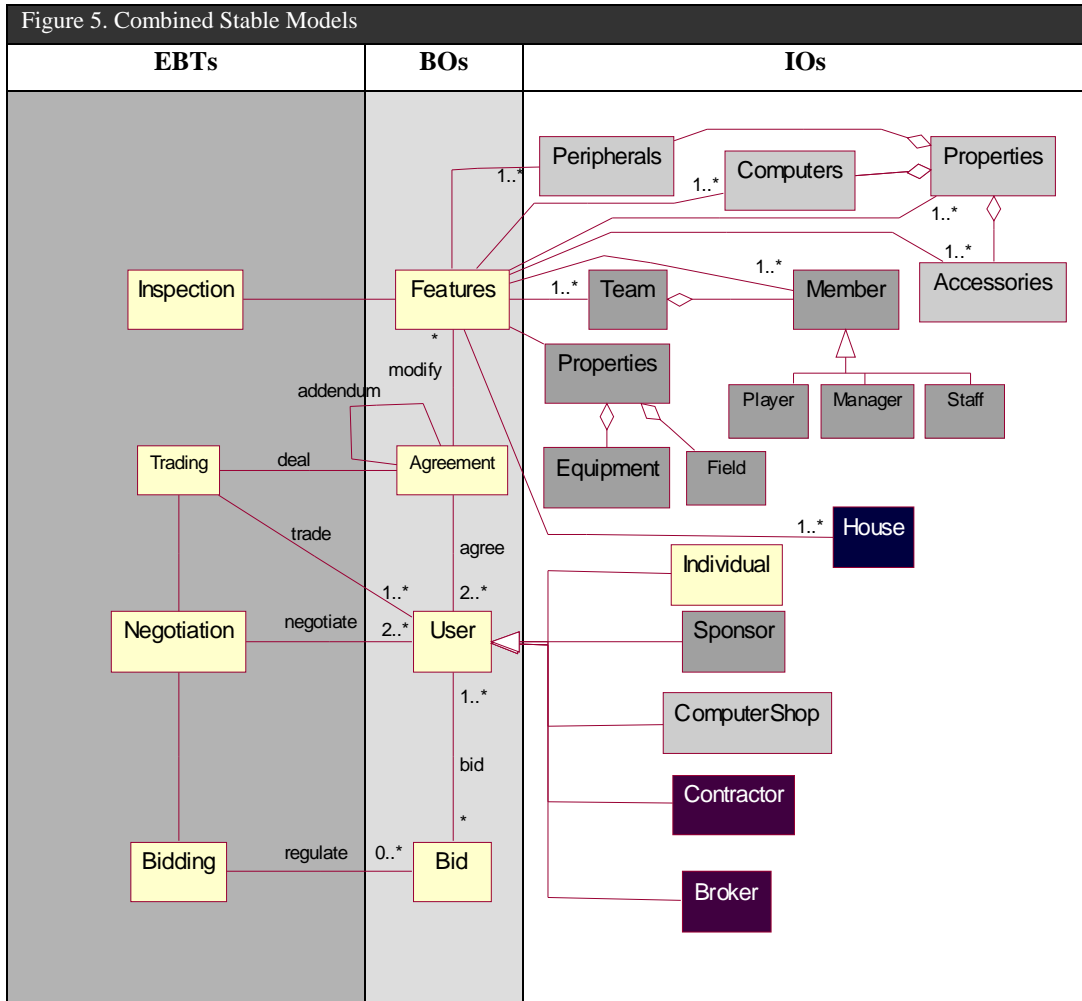 Figure 5. Combined Stable Models
EBTs
BOs
IOs
Peripherals
Computers
Properties
1..*
1..*
1..*
1..*
Inspection
Features
1..*
Team
1..*
Member
Accessories
*
modify
Properties
addendum
Player
Manager
Staff
Trading
deal
Agreement
Equipment
Field
trade
agree
1..*
House
Individual
1..*
2..*
Negotiation
negotiate
2..*
User
Sponsor
1..*
ComputerShop
bid
Contractor
*
Bidding
regulate
0..*
Bid
Broker